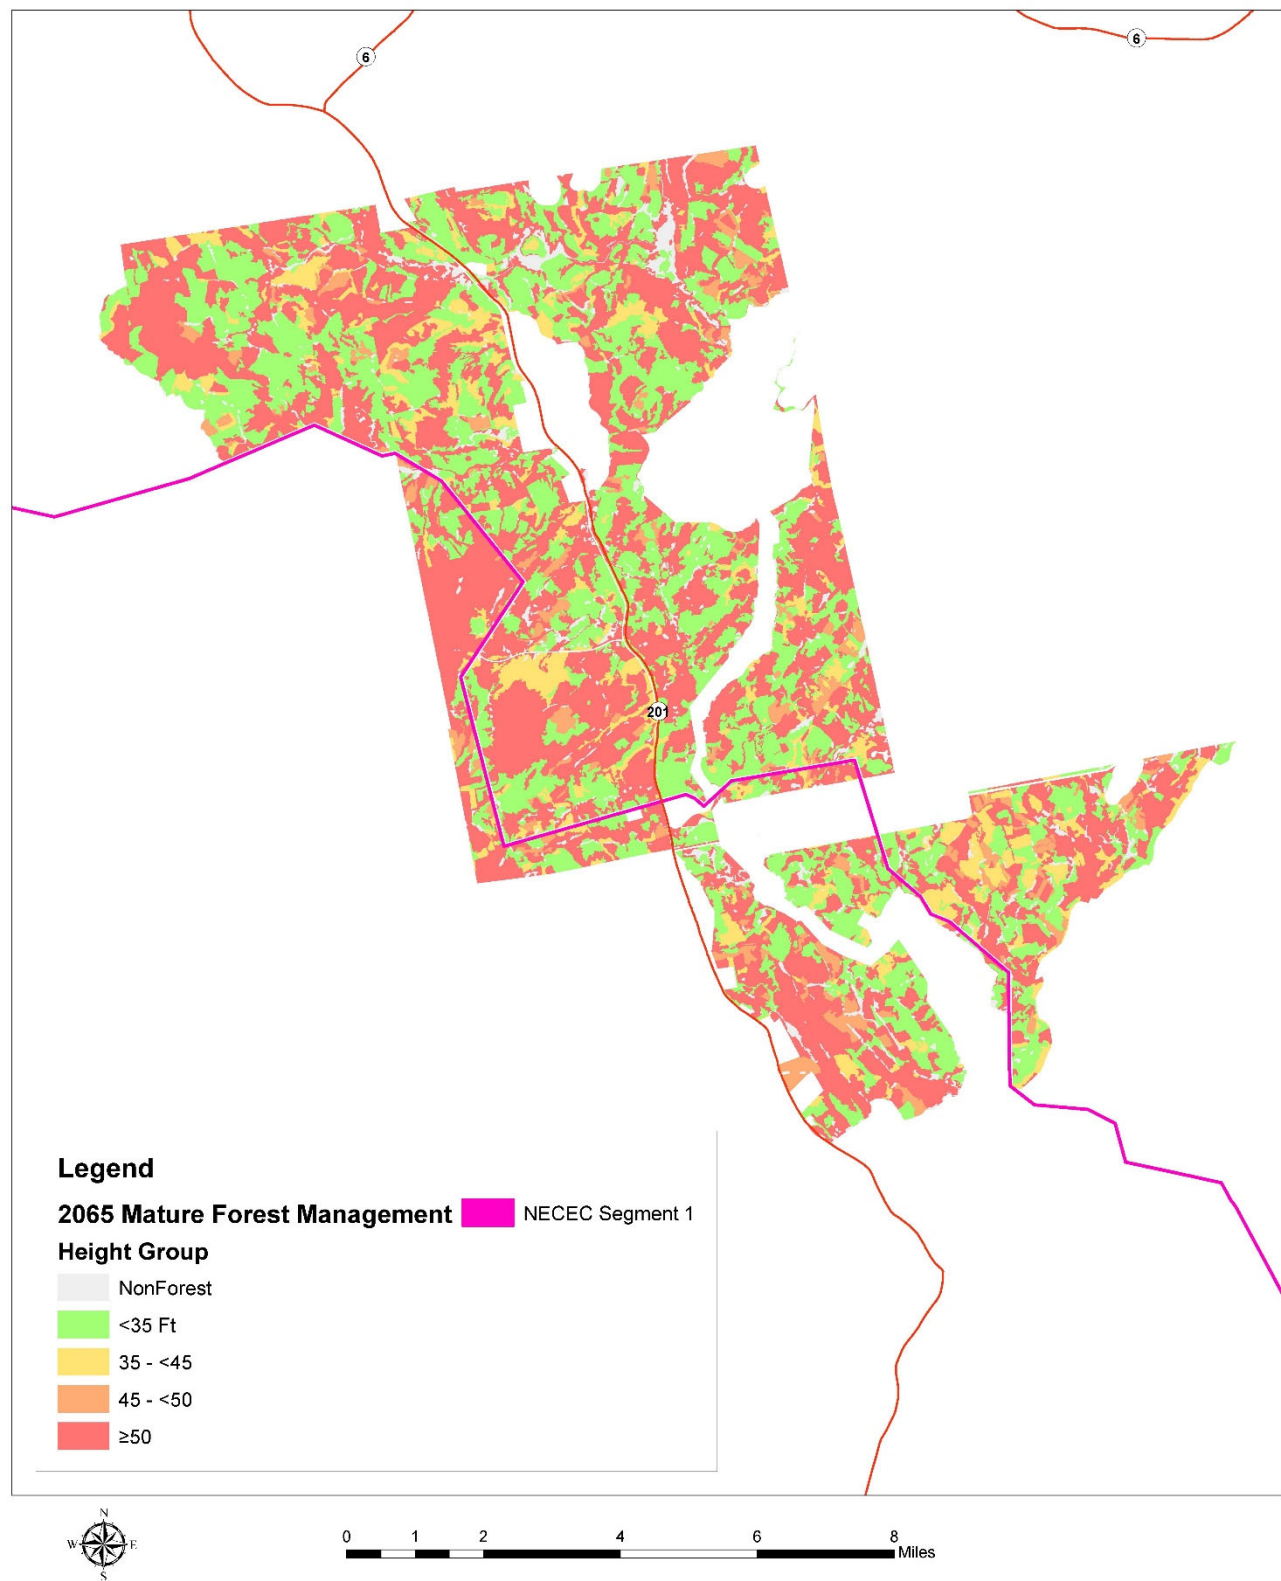 6
6
201
Legend
2065 Mature Forest Management
NECEC Segment 1
Height Group
NonForest
<35 Ft
35 - <45
45 - <50
≥50
N
W E
S
0 1 2 4 6 8
Miles